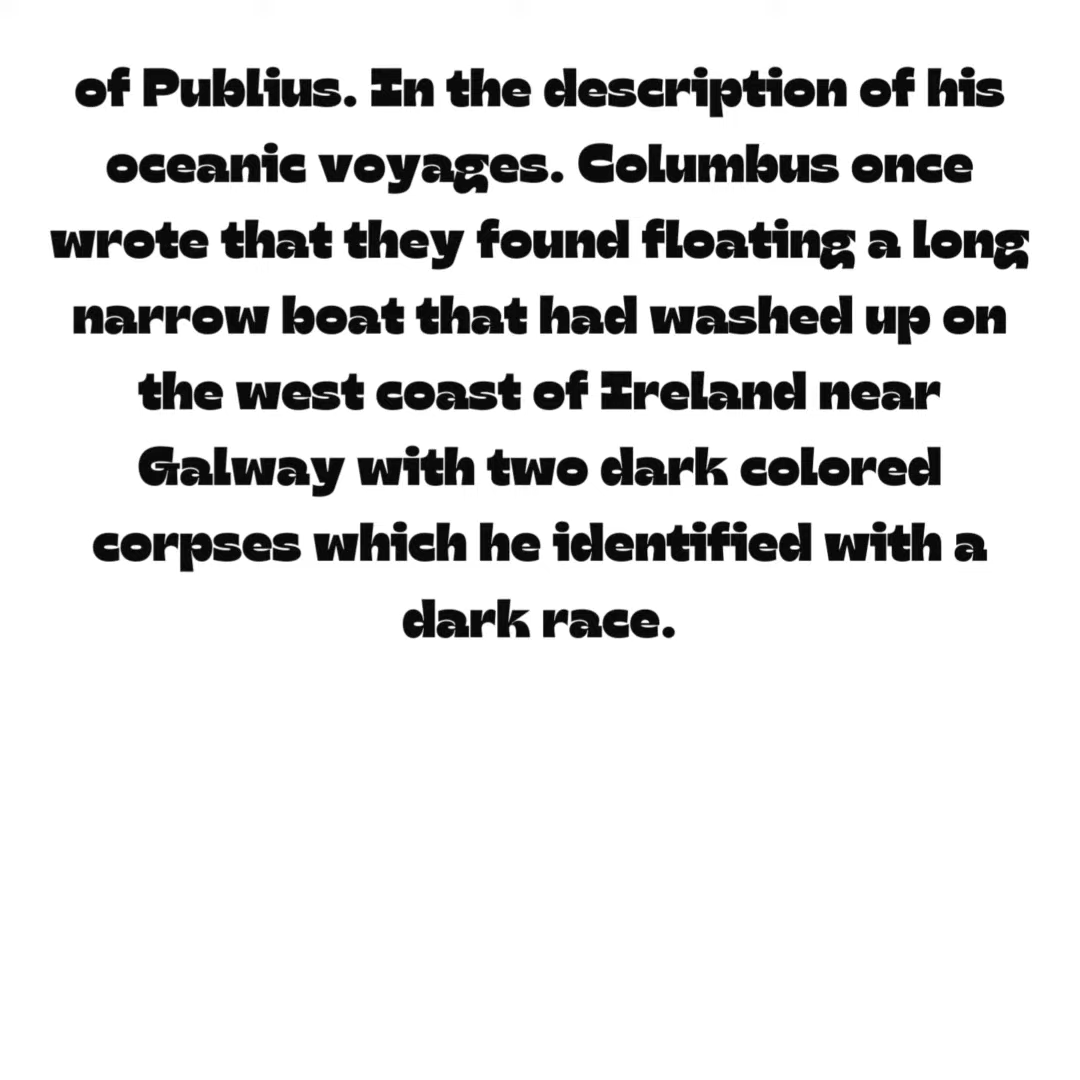 of Publius. In the description of his
oceanic voyages. Columbus once
wrote that they found floating a long
narrow boat that had washed up on
the west coast of Ireland near
Galway with two dark colored
corpses which he identified with a
dark race.